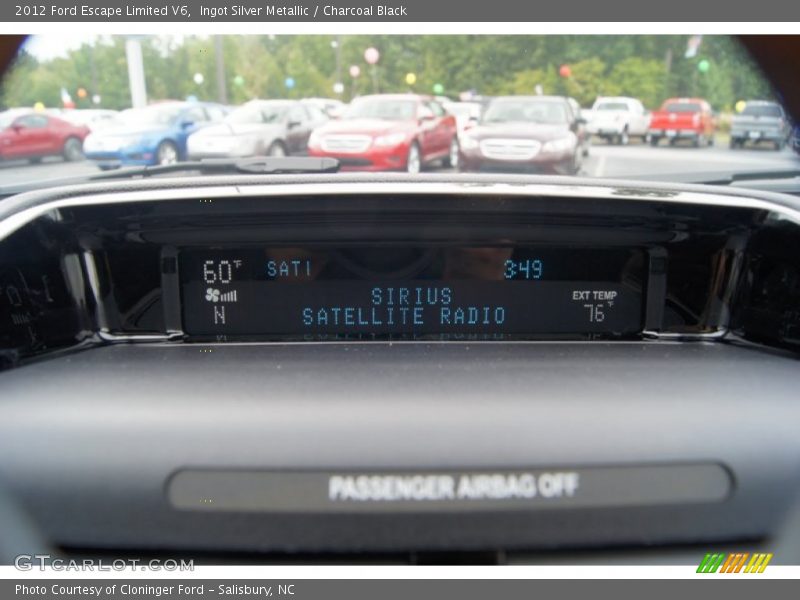 2012 Ford Escape Limited V6,  Ingot Silver Metallic / Charcoal Black
60°F SAT1 3:49
SIRIUS EXT TEMP
N SATELLITE RADIO 76°F
PASSENGER AIRBAG OFF
GTCARLOT.COM
Photo Courtesy of Cloninger Ford – Salisbury, NC